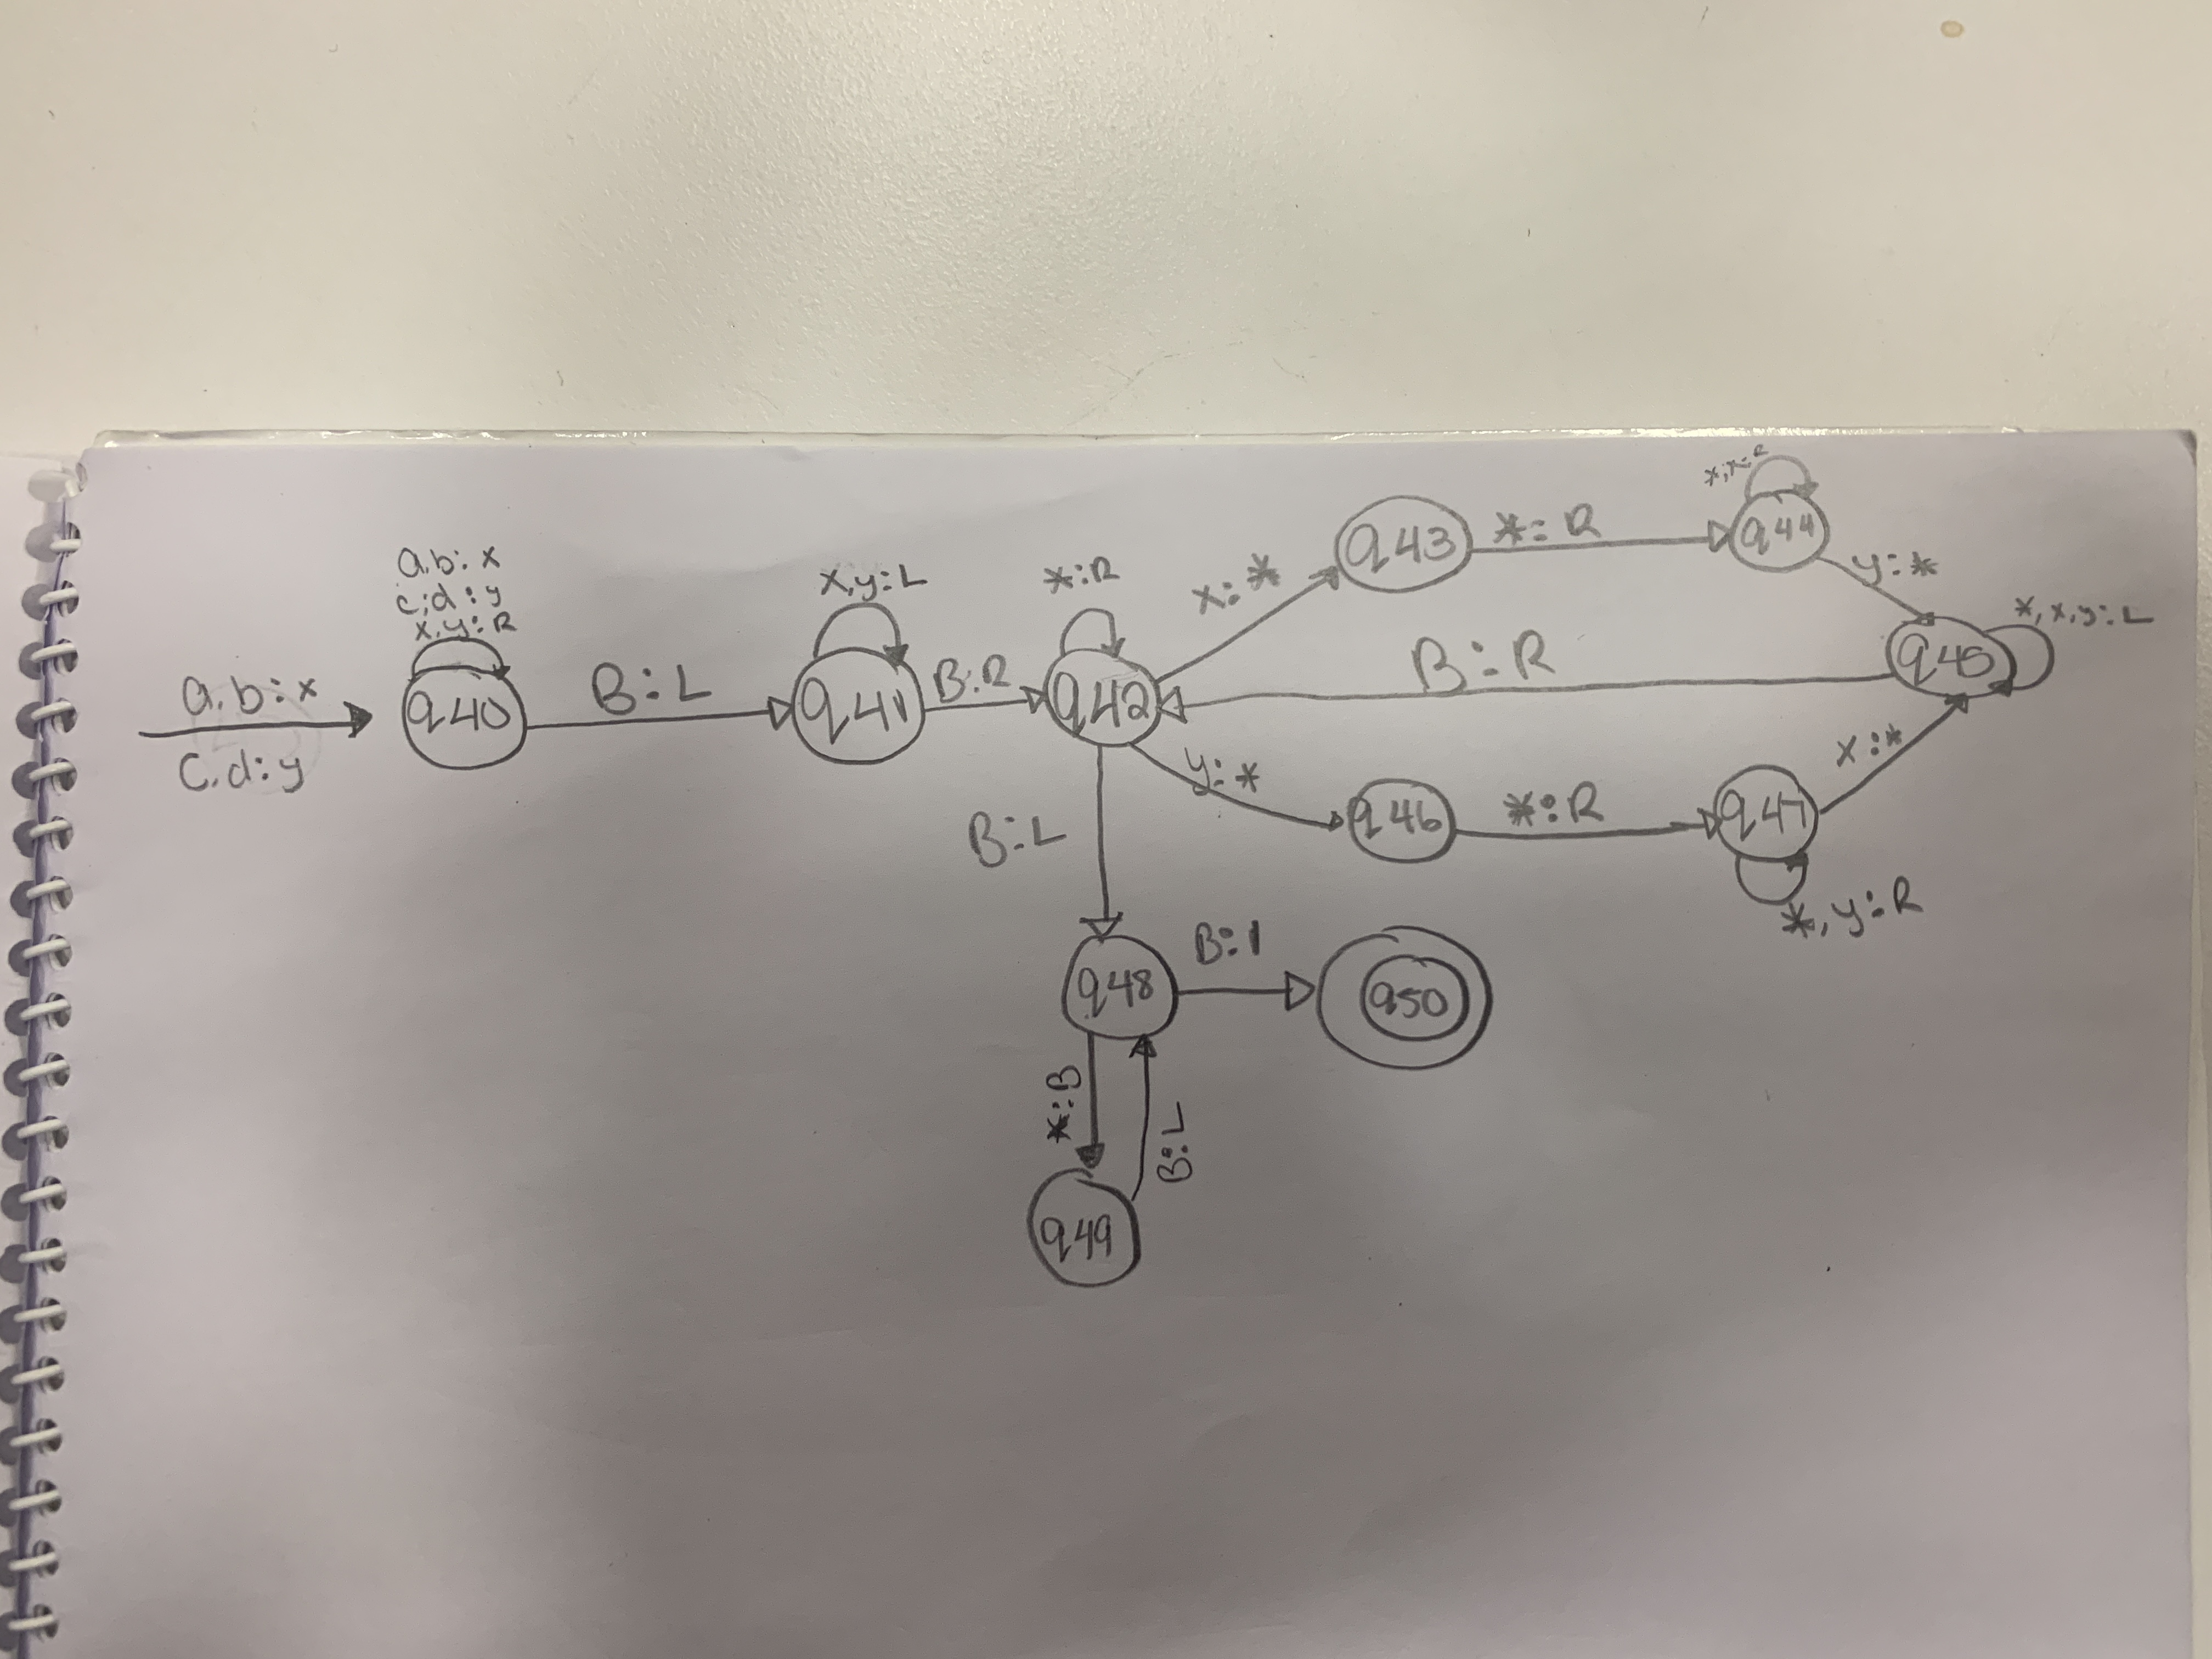 a,b:x
c,d:y
a,b:x
c,d:y
x,y:R
q40
B:L
x,y:L
q41
B:R
*:R
q42
x:*
q43
*:R
q44
y:*
*,x,y:L
q45
B:R
y:*
q46
*:R
q47
x:*
*,y:R
B:L
q48
B:1
q50
*:B
B:L
q49